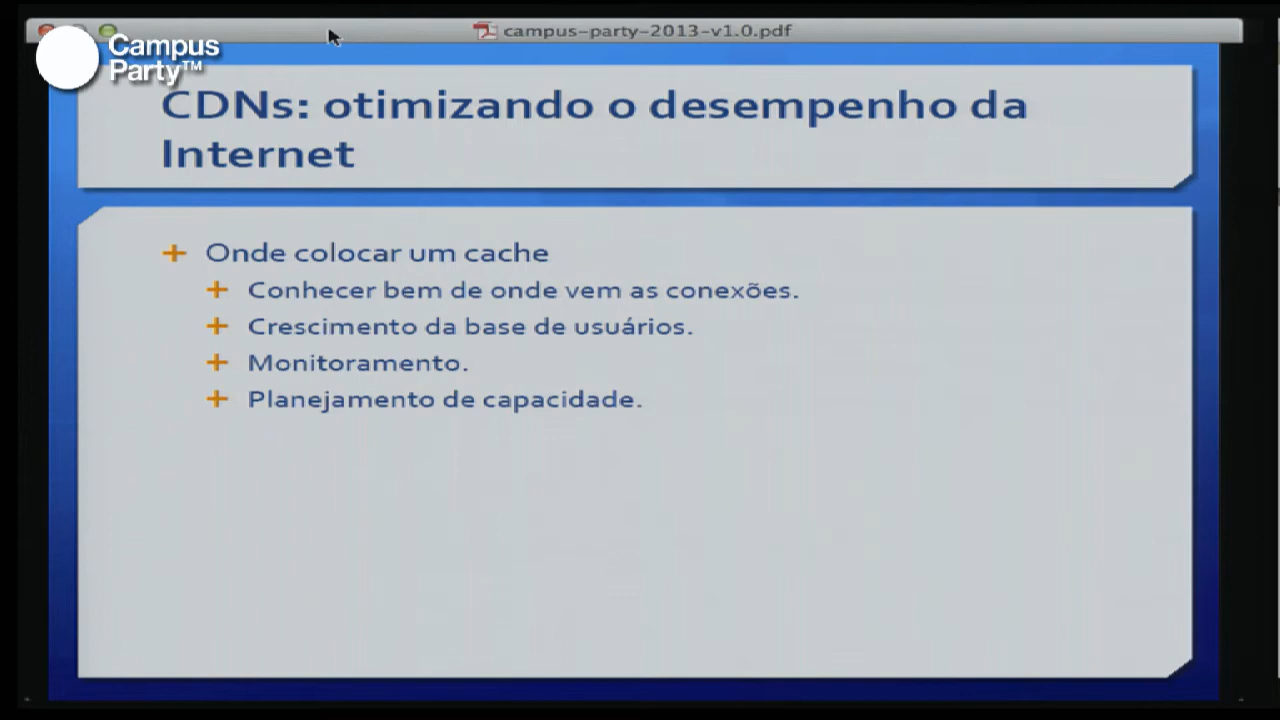 campus-party-2013-v1.0.pdf
Campus
Party™
CDNs: otimizando o desempenho da
Internet
Onde colocar um cache
Conhecer bem de onde vem as conexões.
Crescimento da base de usuários.
Monitoramento.
Planejamento de capacidade.